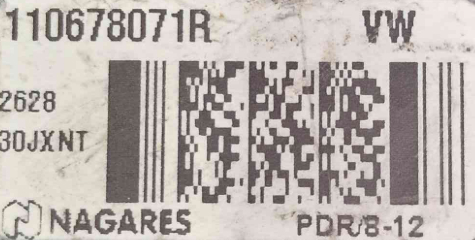 110678071R VW
2628
30JXNT
NAGARES PDR/8-12